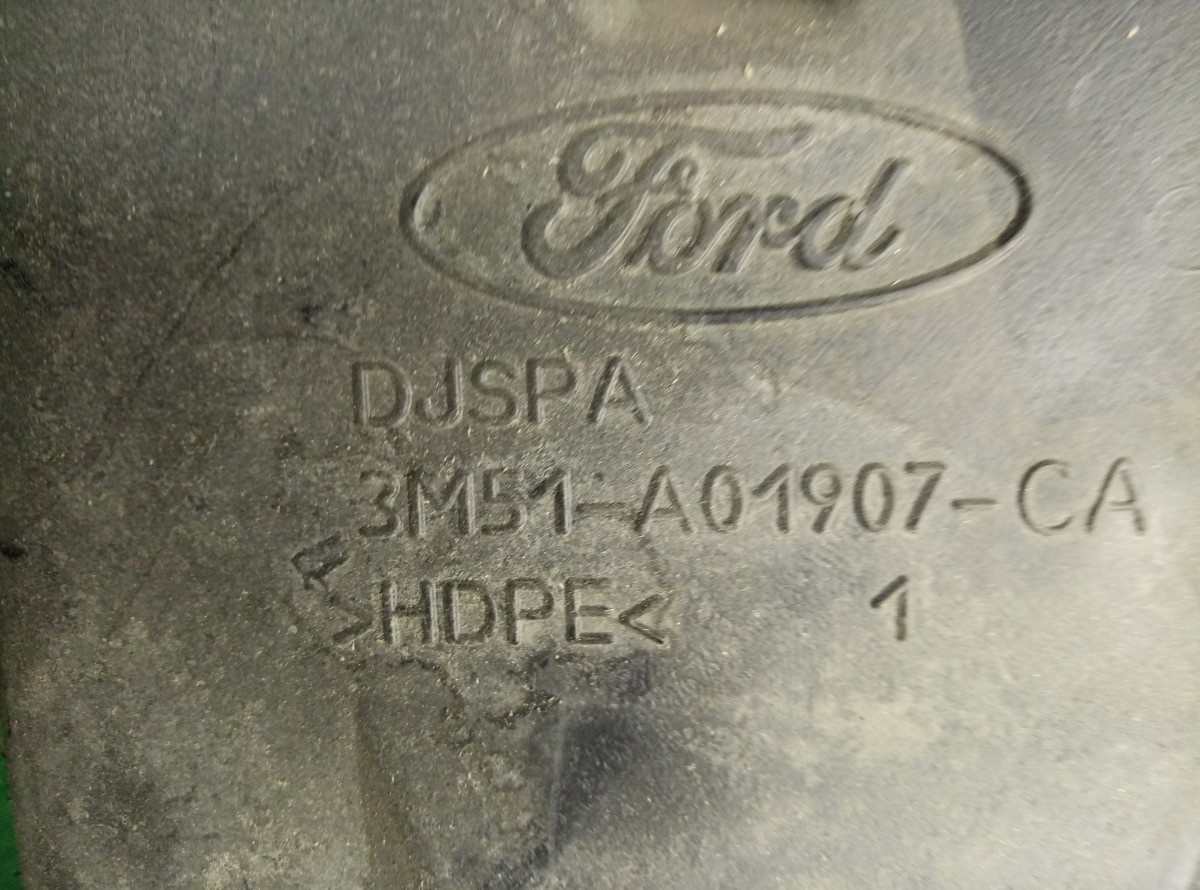 Ford
DJSPA
3M51-A01907-CA
>HDPE< 1